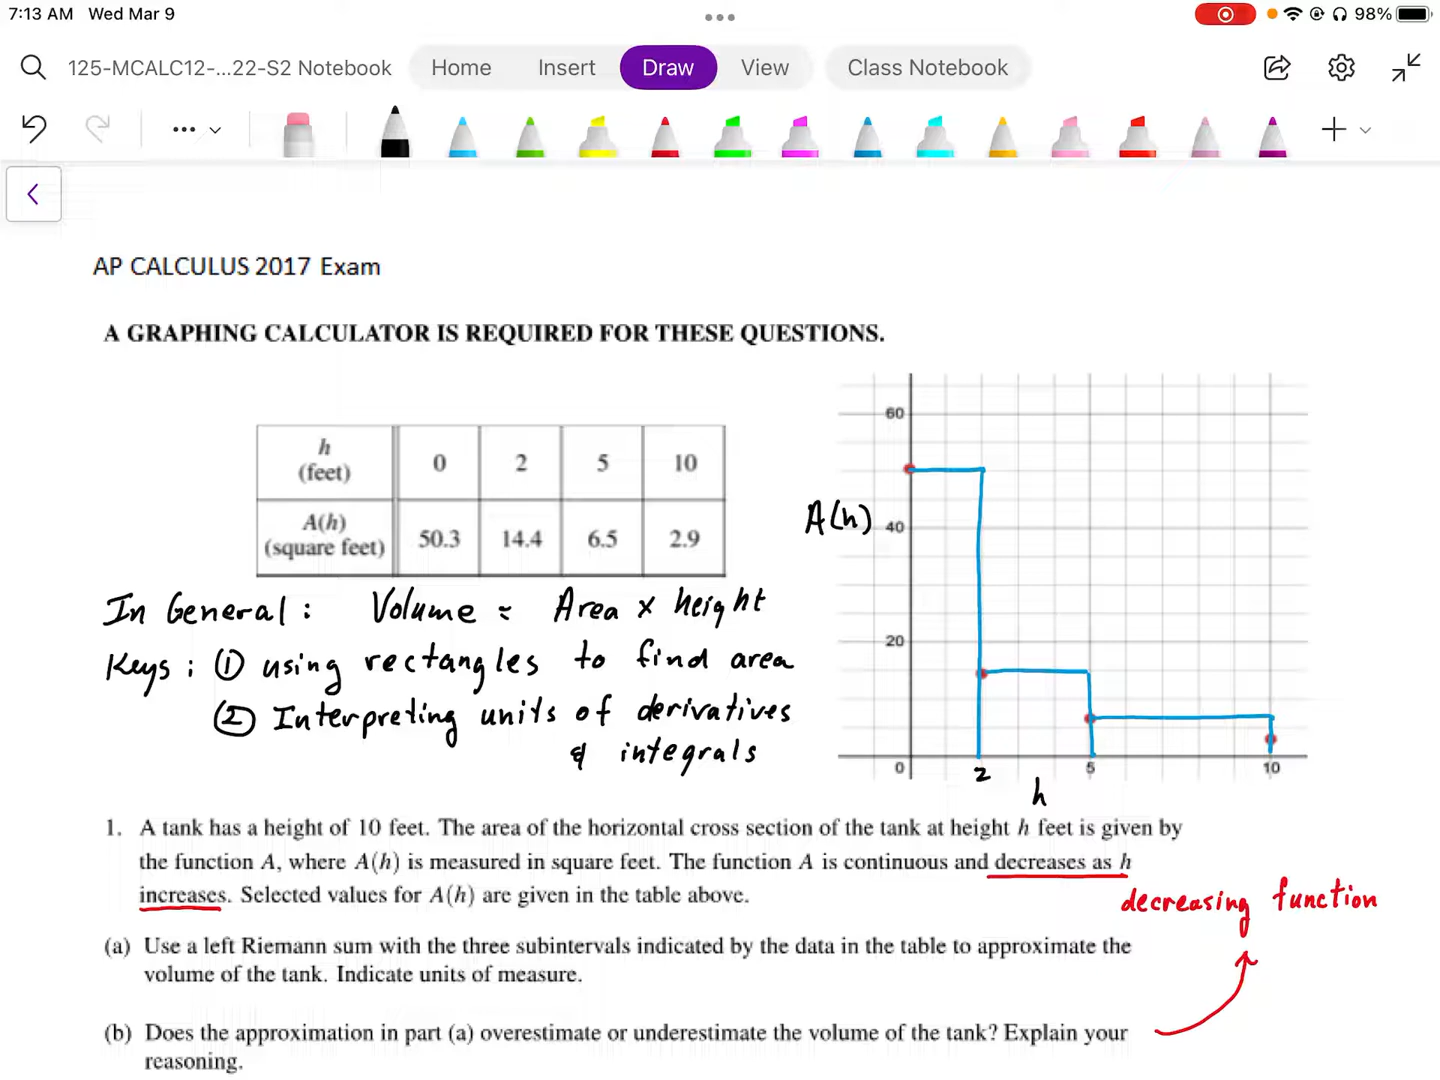 7:13 AM Wed Mar 9
98%
125-MCALC12-...22-S2 Notebook
Home
Insert
Draw
View
Class Notebook
AP CALCULUS 2017 Exam
A GRAPHING CALCULATOR IS REQUIRED FOR THESE QUESTIONS.
h
(feet)
0
2
5
10
A(h)
(square feet)
50.3
14.4
6.5
2.9
60
A(h)
40
20
0
2
5
10
h
In General: Volume = Area x height
Keys: ① using rectangles to find area
② Interpreting units of derivatives
& integrals
1. A tank has a height of 10 feet. The area of the horizontal cross section of the tank at height h feet is given by
the function A, where A(h) is measured in square feet. The function A is continuous and decreases as h
increases. Selected values for A(h) are given in the table above.
decreasing function
(a) Use a left Riemann sum with the three subintervals indicated by the data in the table to approximate the
volume of the tank. Indicate units of measure.
(b) Does the approximation in part (a) overestimate or underestimate the volume of the tank? Explain your
reasoning.